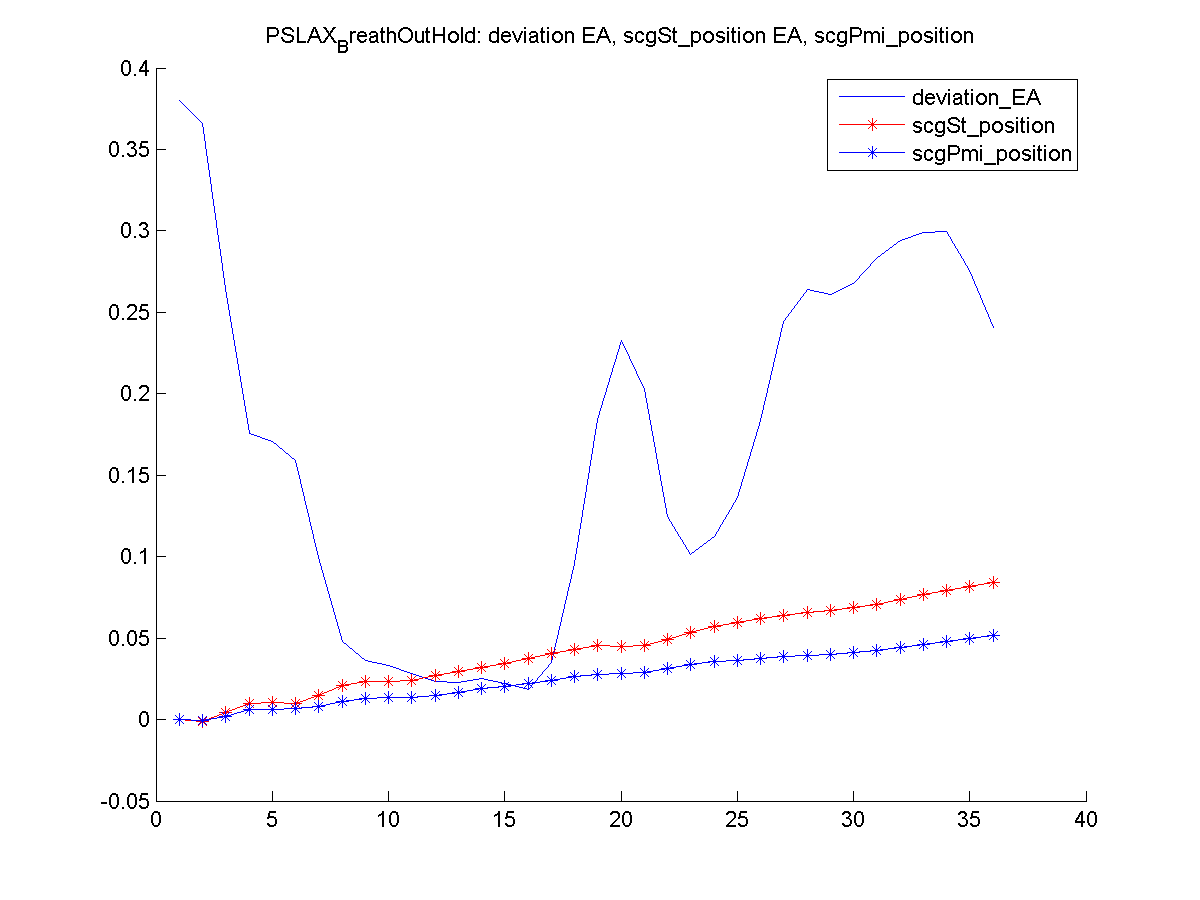 PSLAX_BreathOutHold: deviation EA, scgSt_position EA, scgPmi_position
0.4
deviation_EA
scgSt_position
scgPmi_position
0.35
0.3
0.25
0.2
0.15
0.1
0.05
0
-0.05
0 5 10 15 20 25 30 35 40